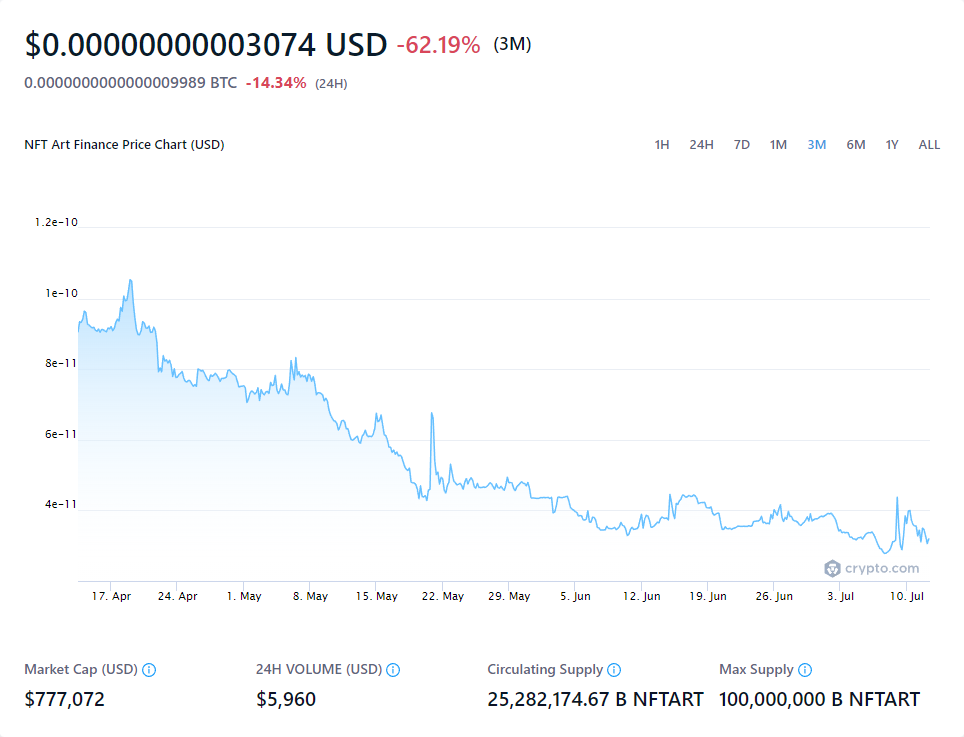 $0.00000000003074 USD -62.19% (3M)
0.0000000000000009989 BTC -14.34% (24H)
NFT Art Finance Price Chart (USD) 1H 24H 7D 1M 3M 6M 1Y ALL
1.2e-10
1e-10
8e-11
6e-11
4e-11
crypto.com
17. Apr 24. Apr 1. May 8. May 15. May 22. May 29. May 5. Jun 12. Jun 19. Jun 26. Jun 3. Jul 10. Jul
Market Cap (USD) 24H VOLUME (USD) Circulating Supply Max Supply
$777,072 $5,960 25,282,174.67 B NFTART 100,000,000 B NFTART